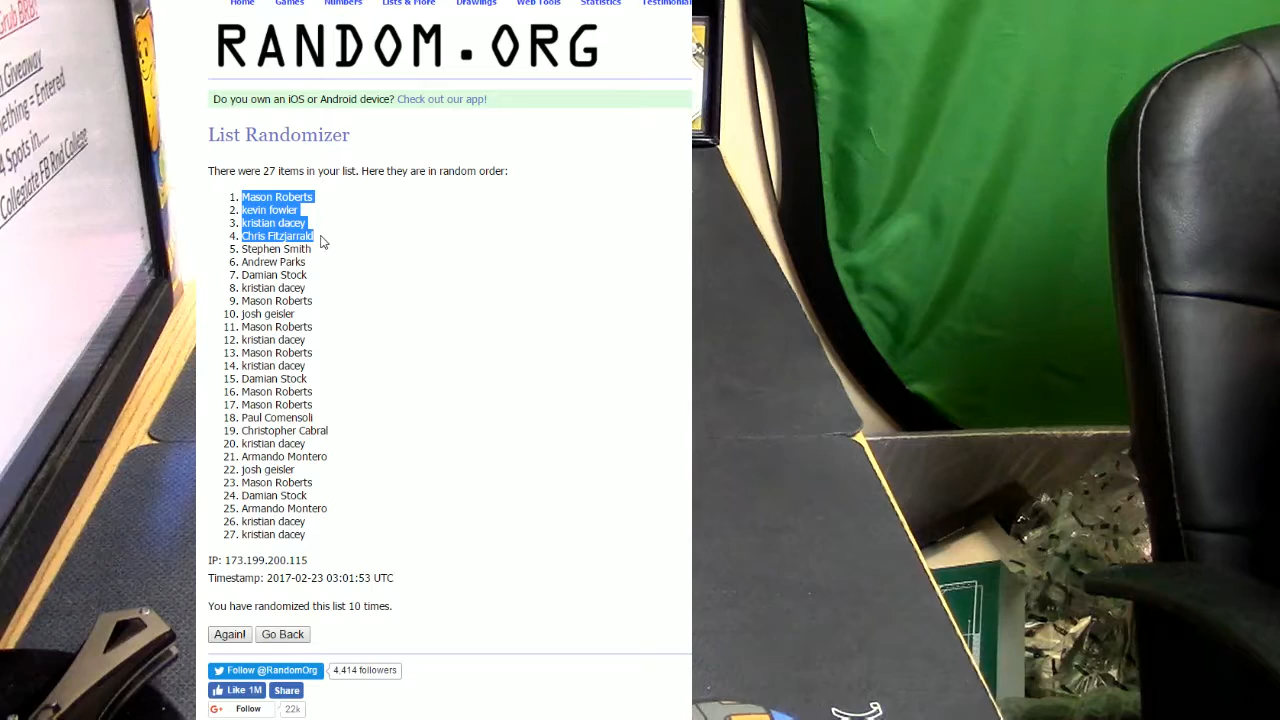 Grub BRBY
Giveaway
ything = Entered
4 Spots in....
Collegiate FB Rnd College
Home Games Numbers Lists & More Drawings Web Tools Statistics Testimonial
RANDOM.ORG
Do you own an iOS or Android device? Check out our app!
List Randomizer
There were 27 items in your list. Here they are in random order:
1. Mason Roberts
2. kevin fowler
3. kristian dacey
4. Chris Fitzjarrald
5. Stephen Smith
6. Andrew Parks
7. Damian Stock
8. kristian dacey
9. Mason Roberts
10. josh geisler
11. Mason Roberts
12. kristian dacey
13. Mason Roberts
14. kristian dacey
15. Damian Stock
16. Mason Roberts
17. Mason Roberts
18. Paul Comensoli
19. Christopher Cabral
20. kristian dacey
21. Armando Montero
22. josh geisler
23. Mason Roberts
24. Damian Stock
25. Armando Montero
26. kristian dacey
27. kristian dacey
IP: 173.199.200.115
Timestamp: 2017-02-23 03:01:53 UTC
You have randomized this list 10 times.
Again! Go Back
Follow @RandomOrg 4,414 followers
Like 1M Share
G+ Follow 22k